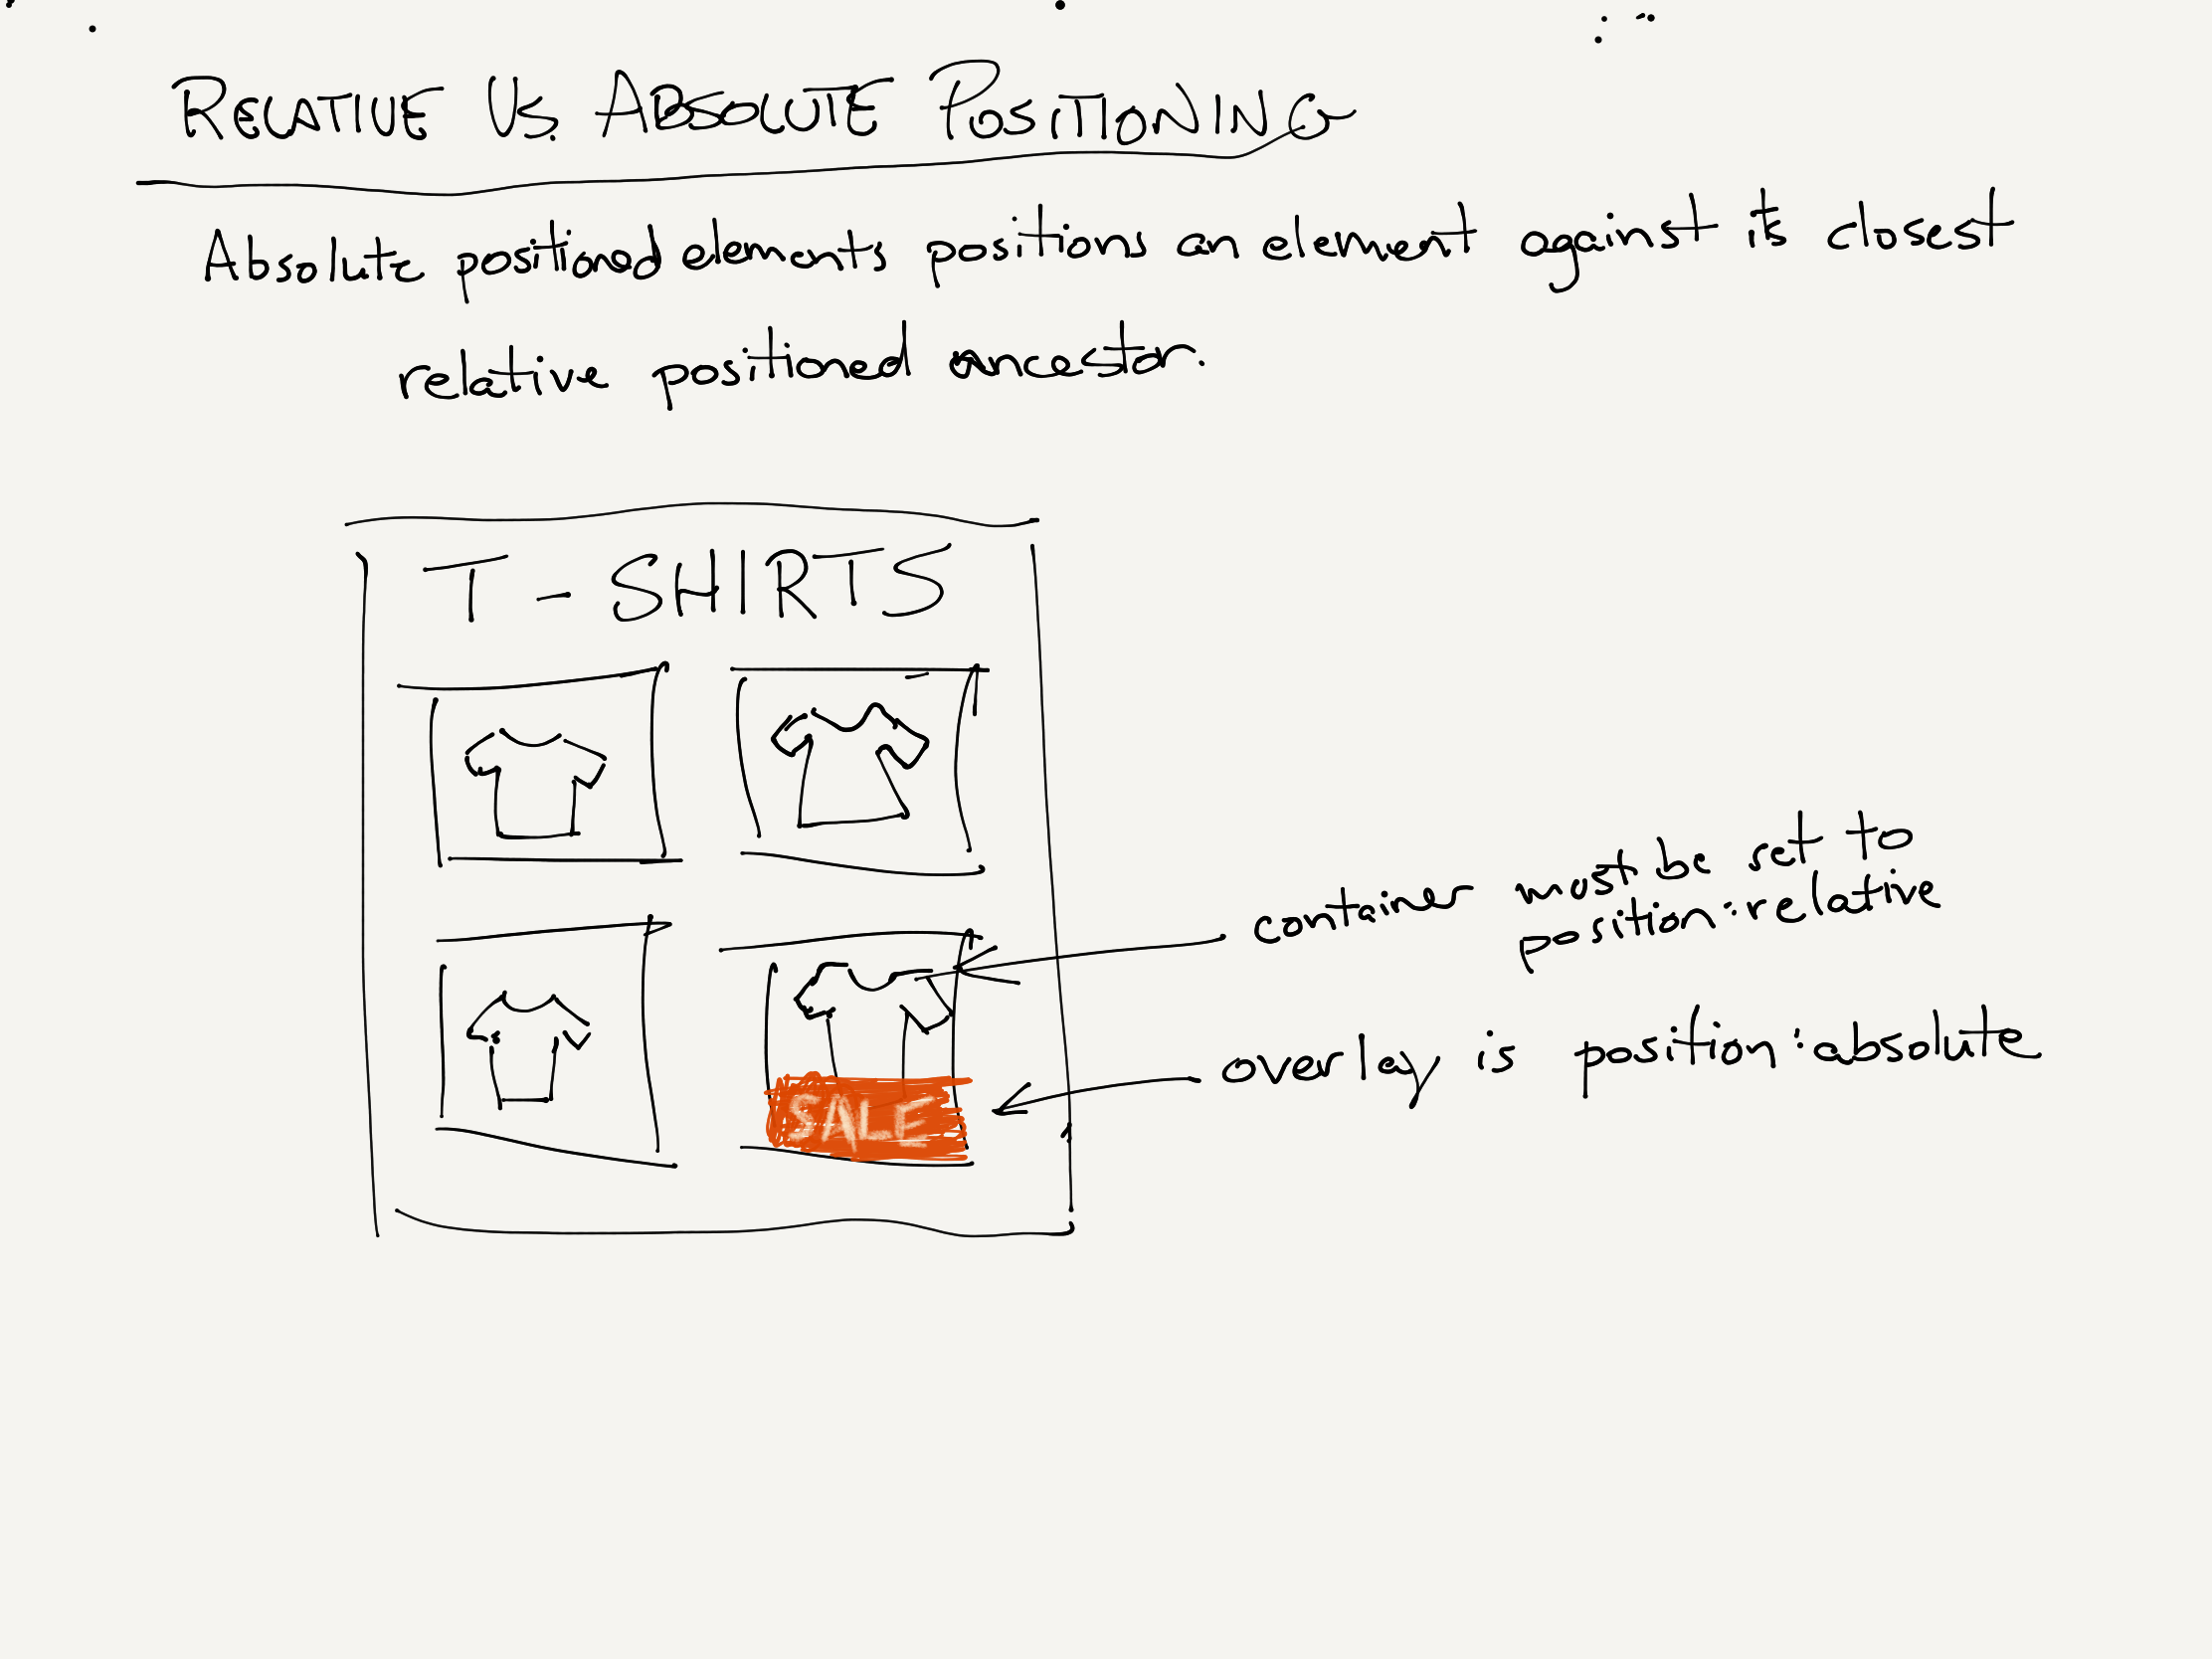 RELATIVE VS. ABSOLUTE POSITIONING
Absolute positioned elements positions an element against it's closest
relative positioned ancestor.
T - SHIRTS
container must be set to
position: relative
overlay is position: absolute
SALE